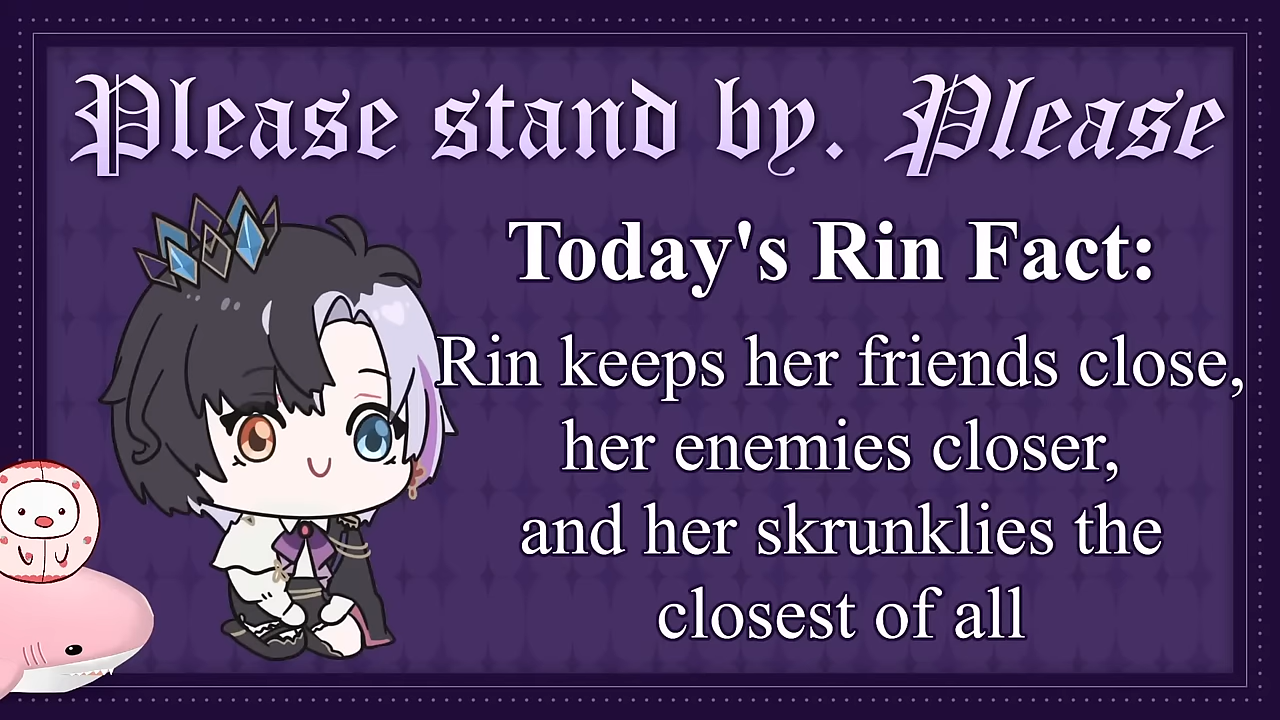 Please stand by. Please
Today's Rin Fact:
Rin keeps her friends close,
her enemies closer,
and her skrunklies the
closest of all